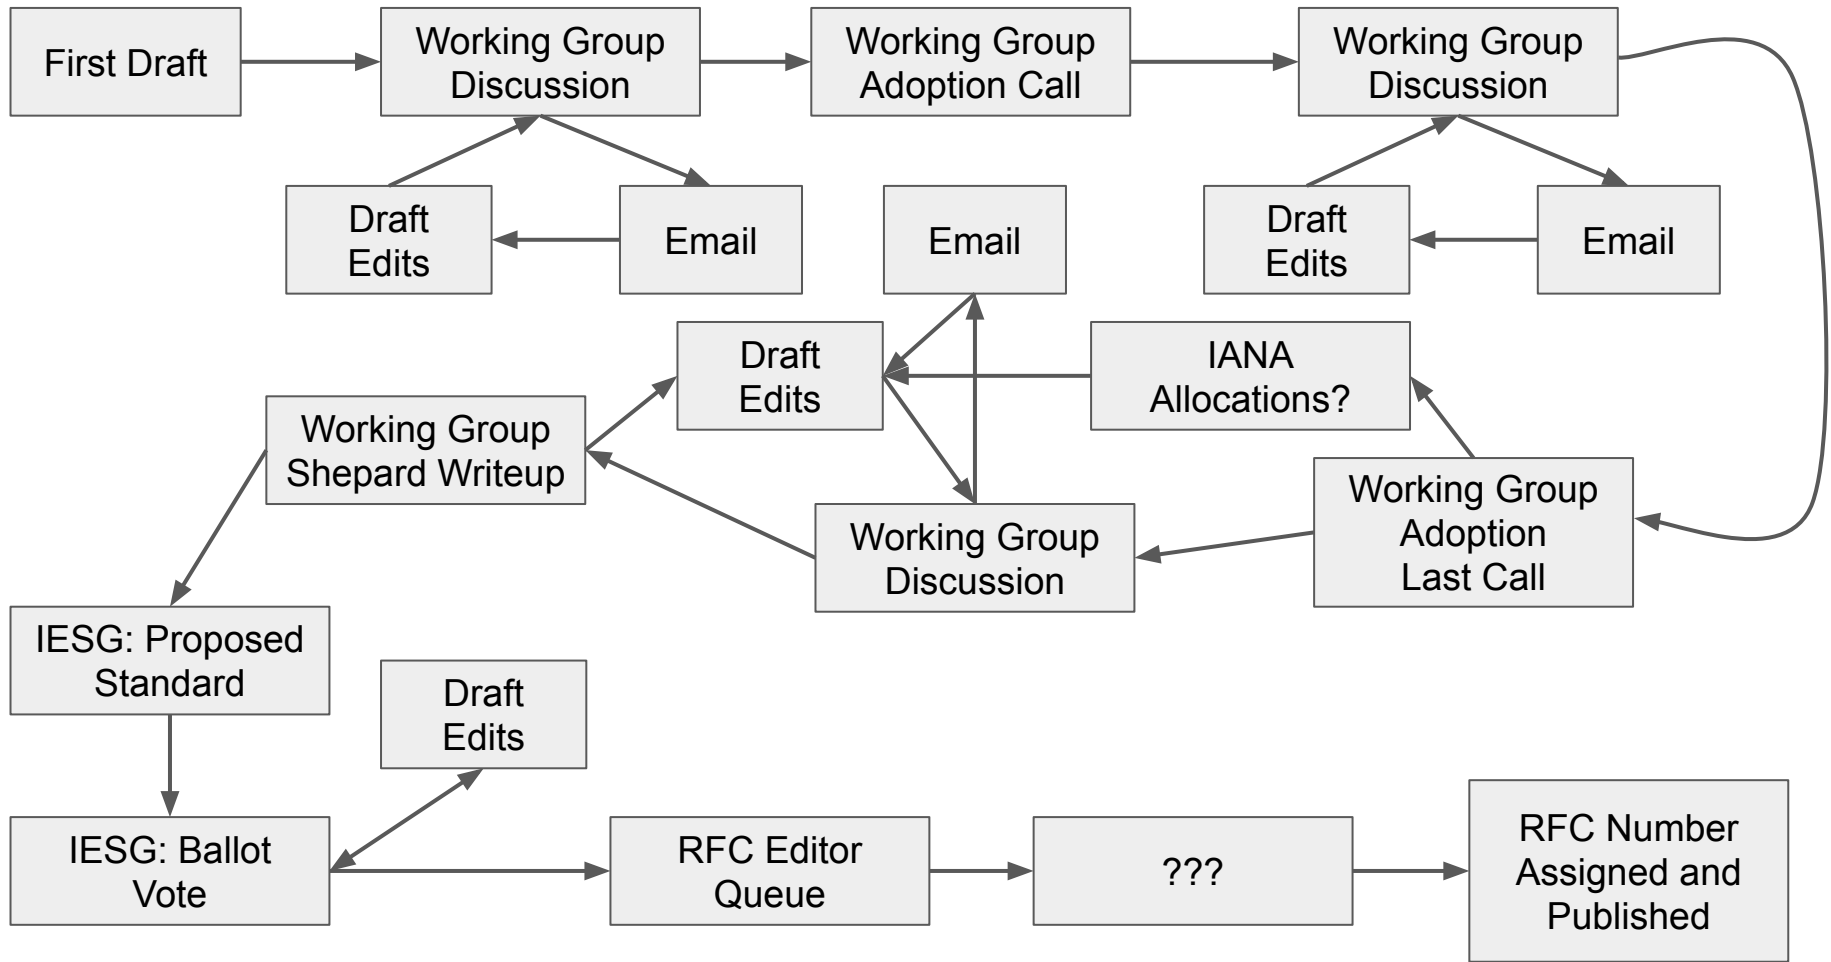 First Draft
Working Group
Discussion
Working Group
Adoption Call
Working Group
Discussion
Draft
Edits
Email
Email
Draft
Edits
Email
Draft
Edits
IANA
Allocations?
Working Group
Shepard Writeup
Working Group
Discussion
Working Group
Adoption
Last Call
IESG: Proposed
Standard
Draft
Edits
IESG: Ballot
Vote
RFC Editor
Queue
???
RFC Number
Assigned and
Published